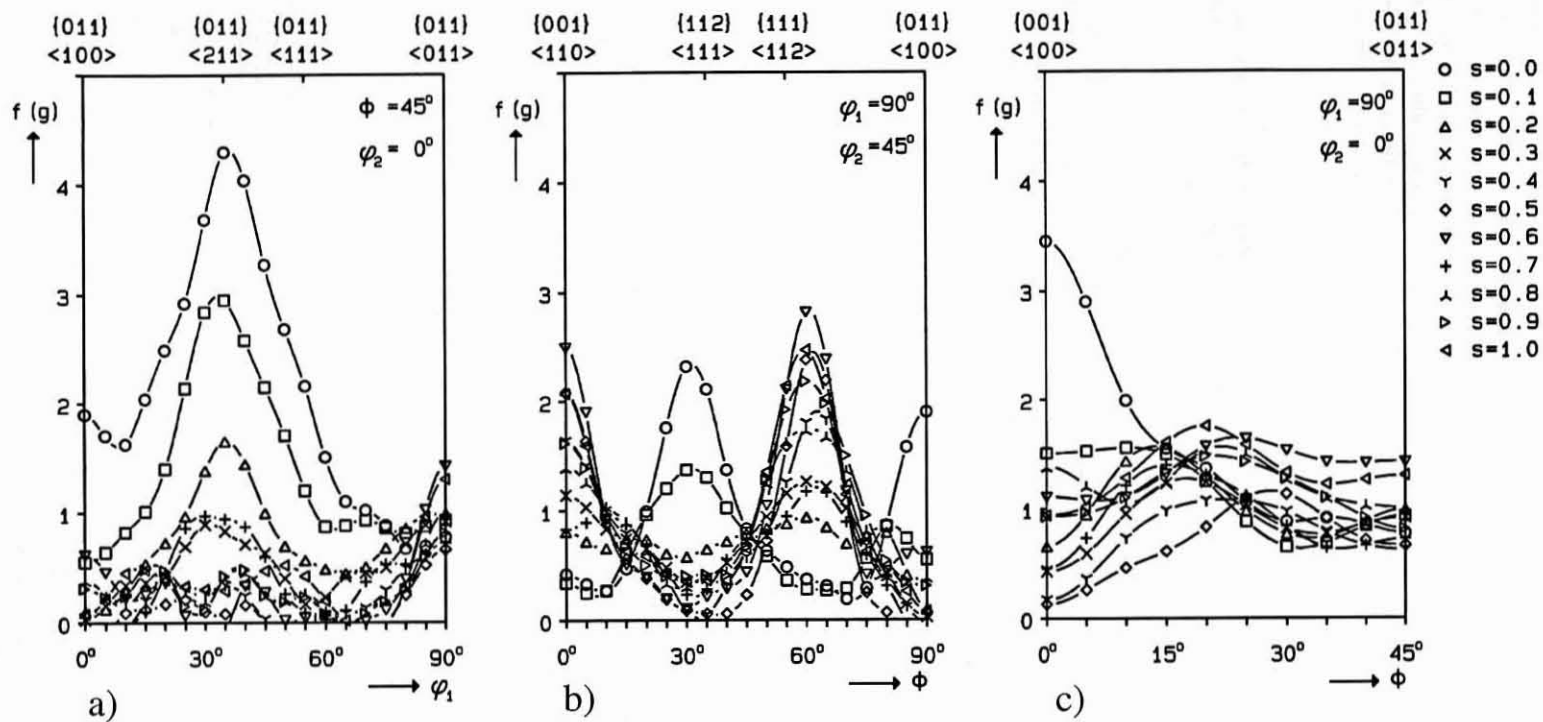 {011} {011} {011} {011}
<100> <211> <111> <011>
f (g)
Φ =45°
φ₂= 0°
4
3
2
1
0
0° 30° 60° 90°
φ₁
a)
{001} {112} {111} {011}
<110> <111> <112> <100>
f (g)
φ₁=90°
φ₂=45°
4
3
2
1
0
0° 30° 60° 90°
Φ
b)
{001} {011}
<100> <011>
f (g)
φ₁=90°
φ₂= 0°
4
3
2
1
0
0° 15° 30° 45°
Φ
c)
s=0.0
s=0.1
s=0.2
s=0.3
s=0.4
s=0.5
s=0.6
s=0.7
s=0.8
s=0.9
s=1.0